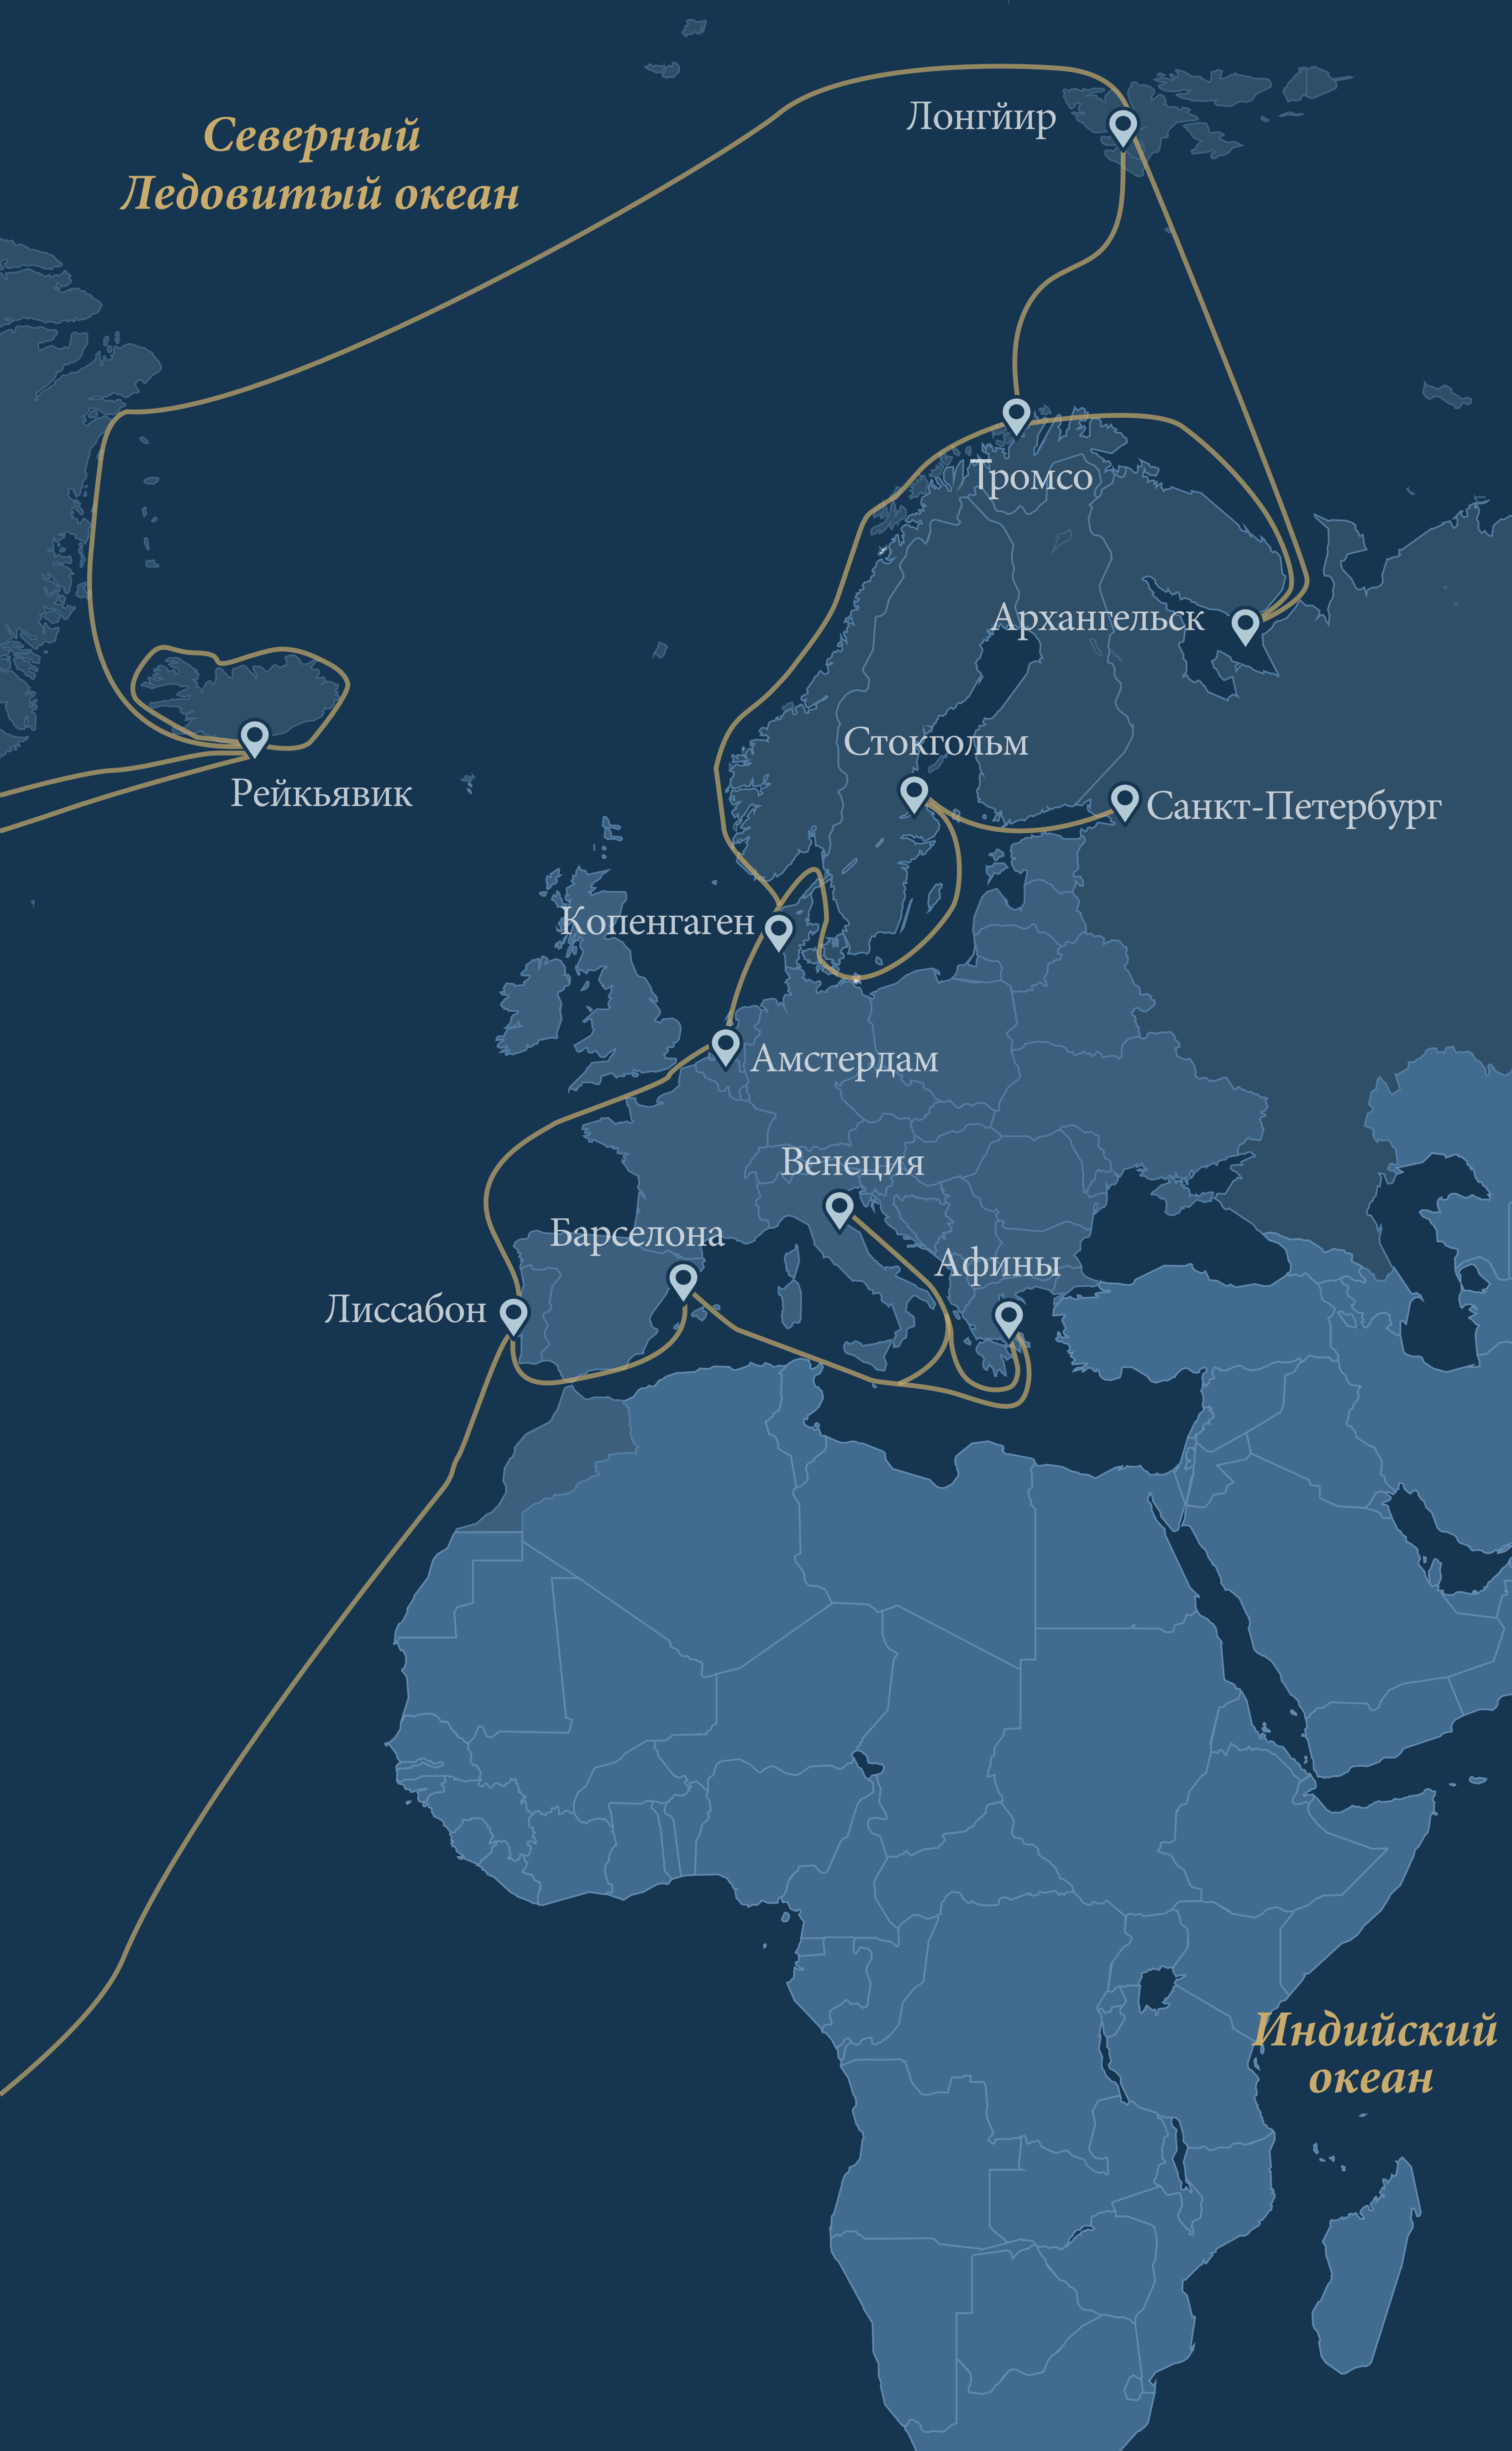 Северный
Ледовитый океан
Лонгйир
Тромсо
Архангельск
Стокгольм
Рейкьявик
Санкт-Петербург
Копенгаген
Амстердам
Венеция
Барселона
Афины
Лиссабон
Индийский
океан